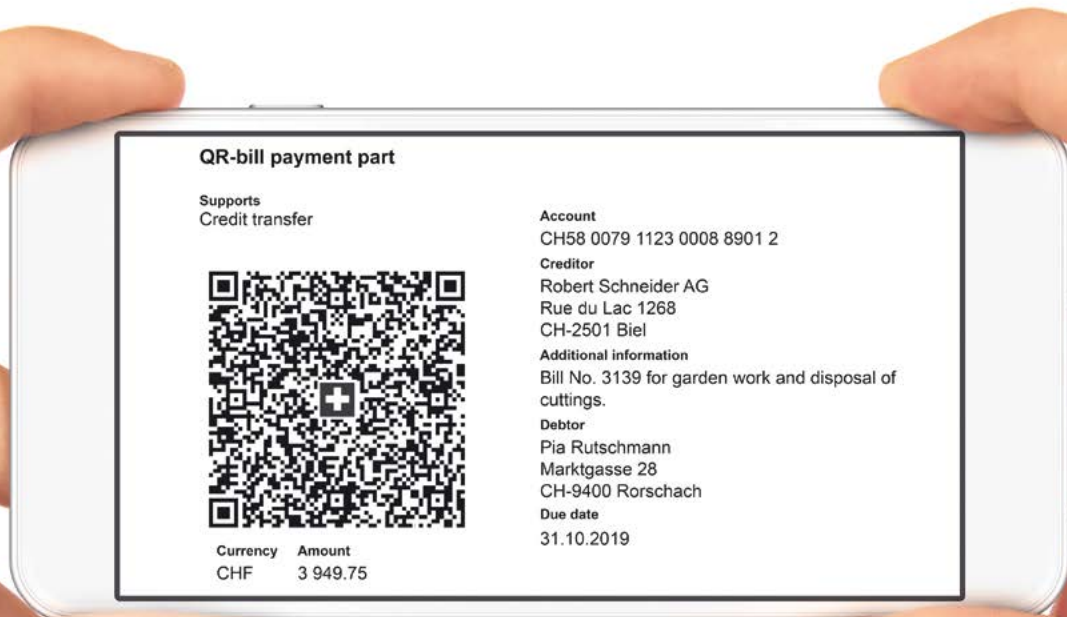 QR-bill payment part
Supports
Credit transfer
Currency Amount
CHF 3 949.75
Account
CH58 0079 1123 0008 8901 2
Creditor
Robert Schneider AG
Rue du Lac 1268
CH-2501 Biel
Additional information
Bill No. 3139 for garden work and disposal of
cuttings.
Debtor
Pia Rutschmann
Marktgasse 28
CH-9400 Rorschach
Due date
31.10.2019